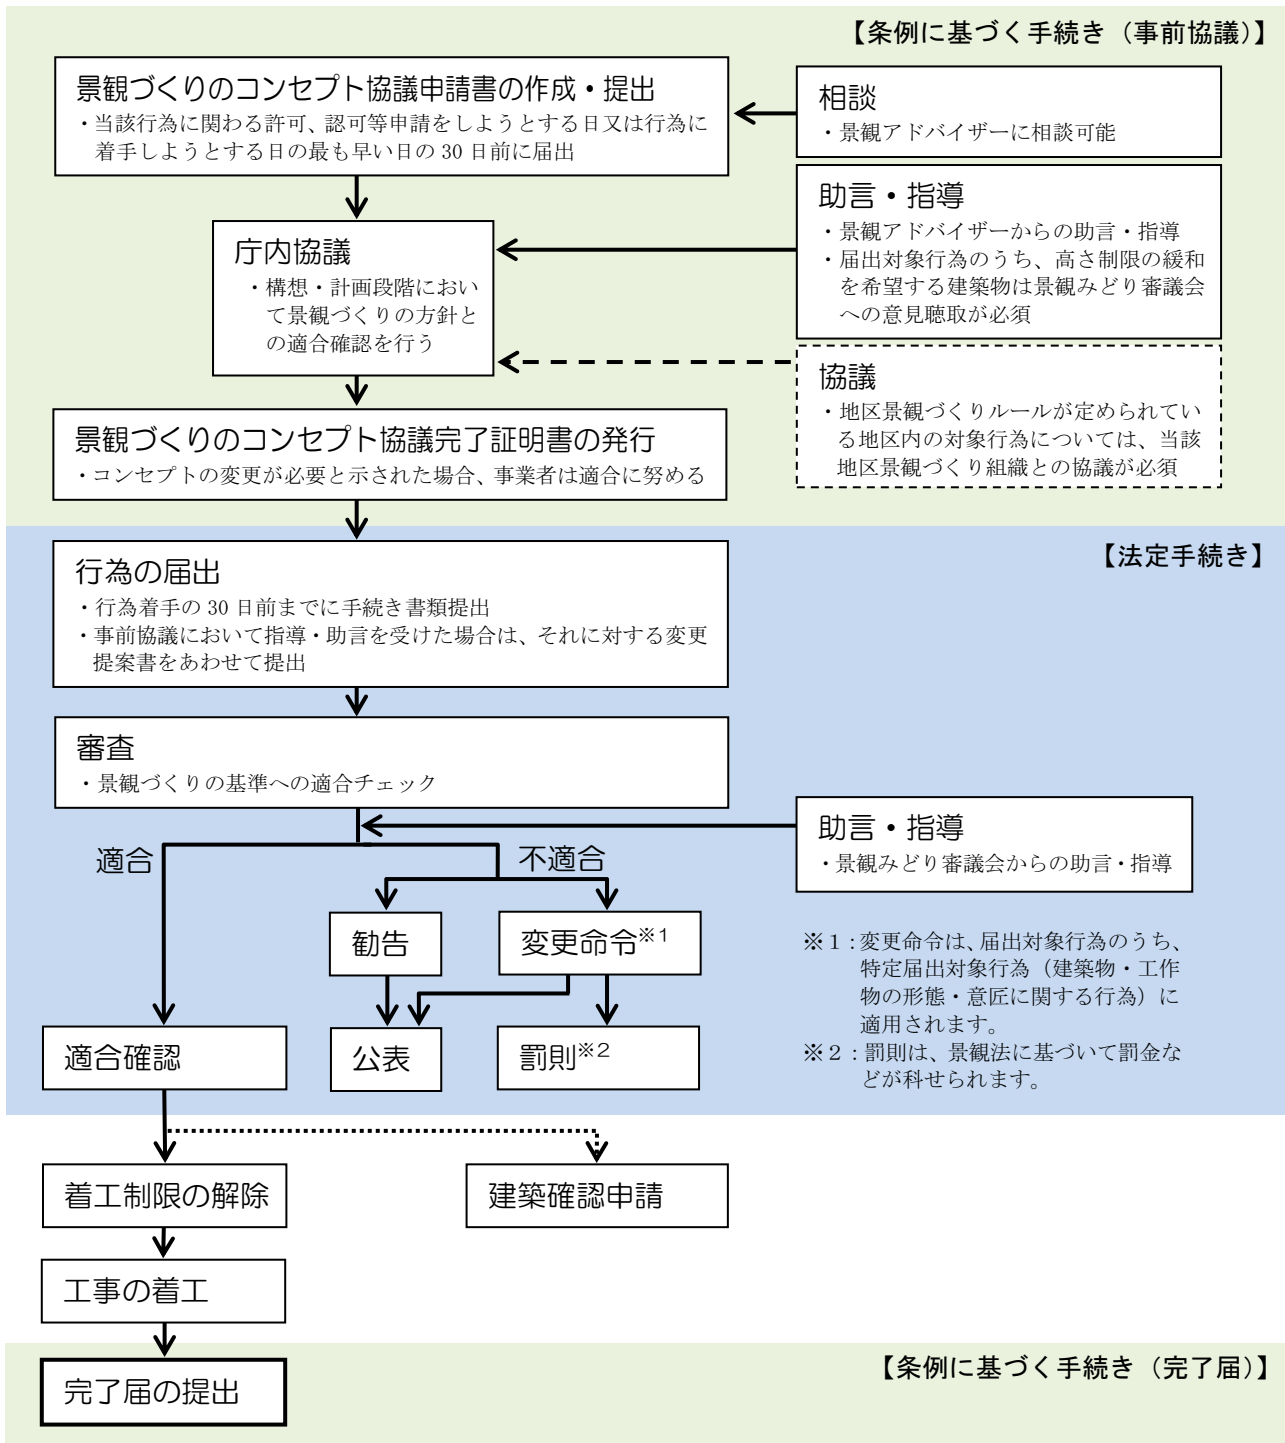 【条例に基づく手続き（事前協議）】
景観づくりのコンセプト協議申請書の作成・提出
・当該行為に関わる許可、認可等申請をしようとする日又は行為に
着手しようとする日の最も早い日の 30 日前に届出
相談
・景観アドバイザーに相談可能
助言・指導
・景観アドバイザーからの助言・指導
・届出対象行為のうち、高さ制限の緩和
を希望する建築物は景観みどり審議会
への意見聴取が必須
庁内協議
・構想・計画段階におい
て景観づくりの方針と
の適合確認を行う
協議
・地区景観づくりルールが定められてい
る地区内の対象行為については、当該
地区景観づくり組織との協議が必須
景観づくりのコンセプト協議完了証明書の発行
・コンセプトの変更が必要と示された場合、事業者は適合に努める
【法定手続き】
行為の届出
・行為着手の 30 日前までに手続き書類提出
・事前協議において指導・助言を受けた場合は、それに対する変更
提案書をあわせて提出
審査
・景観づくりの基準への適合チェック
助言・指導
・景観みどり審議会からの助言・指導
適合
不適合
勧告
変更命令※1
※１：変更命令は、届出対象行為のうち、
特定届出対象行為（建築物・工作
物の形態・意匠に関する行為）に
適用されます。
※２：罰則は、景観法に基づいて罰金な
どが科せられます。
適合確認
公表
罰則※2
着工制限の解除
建築確認申請
工事の着工
【条例に基づく手続き（完了届）】
完了届の提出